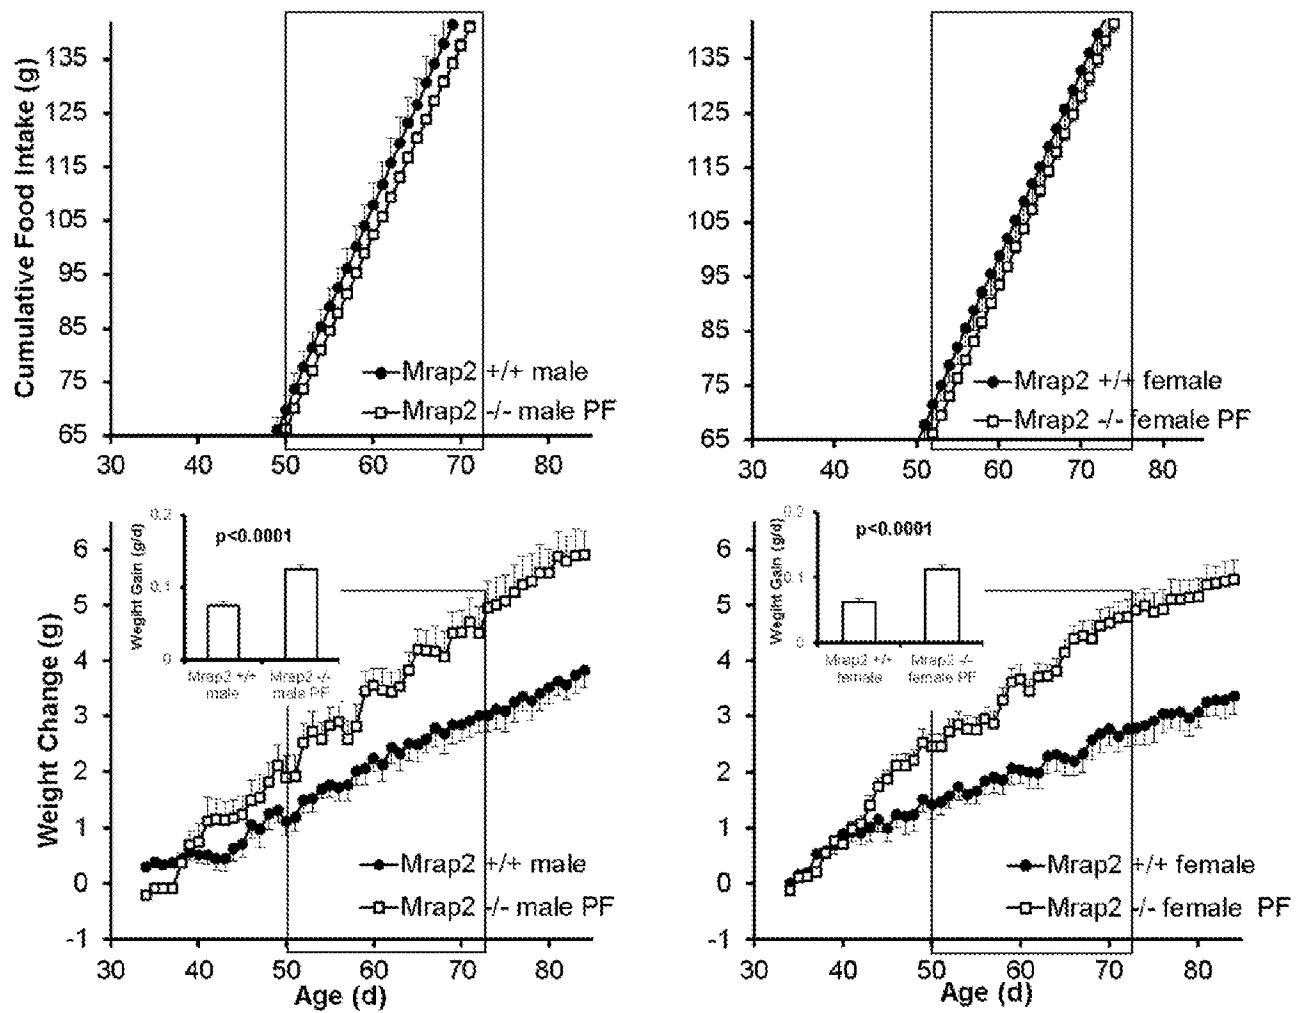 Cumulative Food Intake (g)
135
125
115
105
95
85
75
65
30 40 50 60 70 80
Mrap2 +/+ male
Mrap2 -/- male PF
135
125
115
105
95
85
75
65
30 40 50 60 70 80
Mrap2 +/+ female
Mrap2 -/- female PF
Weight Change (g)
6
5
4
3
2
1
0
-1
30 40 50 60 70 80
Age (d)
Wegiht Gain (g/d)
0.2
0.1
0
p<0.0001
Mrap2 +/+
male
Mrap2 -/-
male PF
Mrap2 +/+ male
Mrap2 -/- male PF
6
5
4
3
2
1
0
-1
30 40 50 60 70 80
Age (d)
Wegiht Gain (g/d)
0.2
0.1
0
p<0.0001
Mrap2 +/+
female
Mrap2 -/-
female PF
Mrap2 +/+ female
Mrap2 -/- female PF